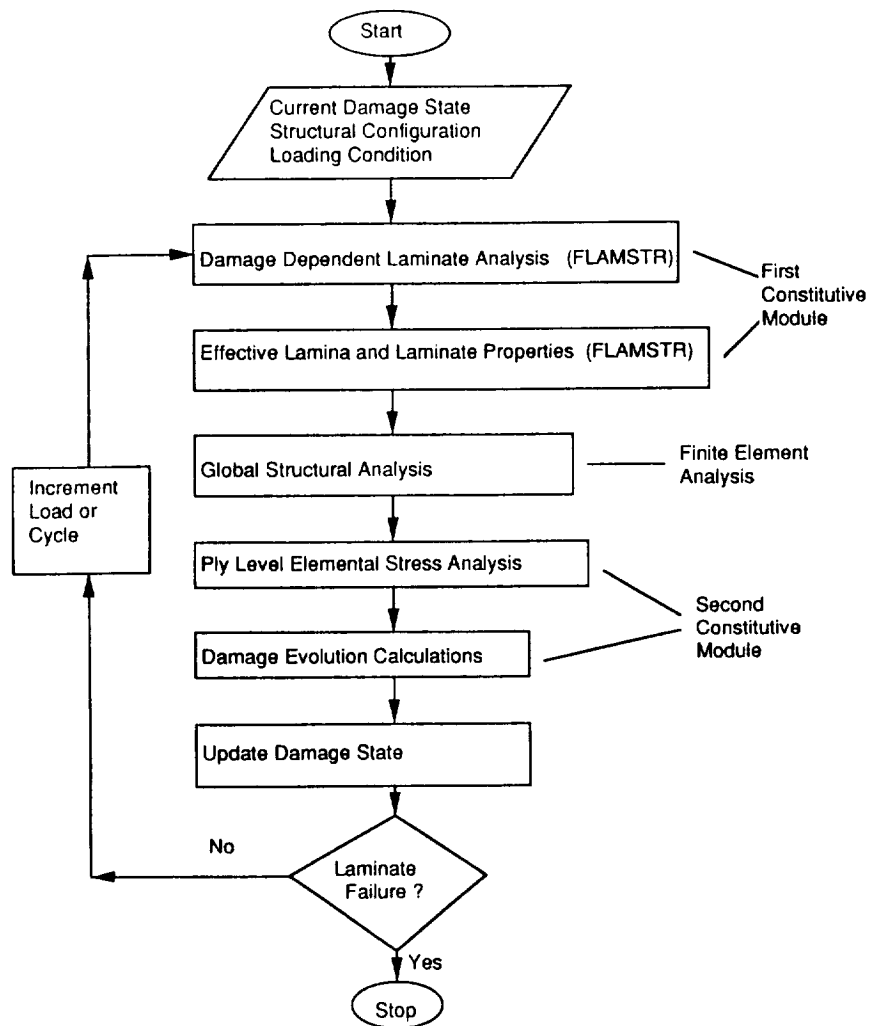 Start
Current Damage State
Structural Configuration
Loading Condition
Damage Dependent Laminate Analysis (FLAMSTR)
First
Constitutive
Module
Effective Lamina and Laminate Properties (FLAMSTR)
Global Structural Analysis
Finite Element
Analysis
Increment
Load or
Cycle
Ply Level Elemental Stress Analysis
Second
Constitutive
Module
Damage Evolution Calculations
Update Damage State
No
Laminate
Failure ?
Yes
Stop